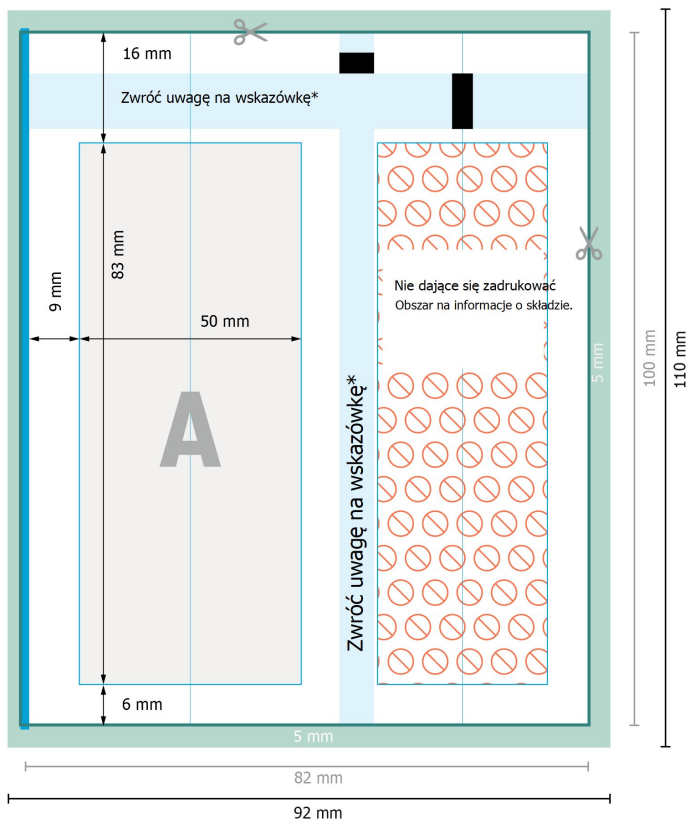 16 mm
Zwróć uwagę na wskazówkę*
83 mm
9 mm
50 mm
A
6 mm
Zwróć uwagę na wskazówkę*
Nie dające się zadrukować
Obszar na informacje o składzie.
5 mm
100 mm
110 mm
5 mm
82 mm
92 mm